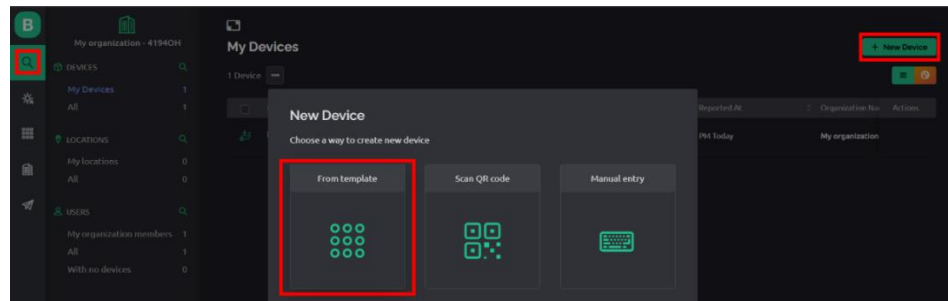 B
My organization - 4194OH
DEVICES
My Devices 1
All 1
LOCATIONS
My locations 0
All 0
USERS
My organization members 1
All 1
With no devices 0
My Devices
+ New Device
1 Device
Reported At Organization Na Actions
PM Today My organization
New Device
Choose a way to create new device
From template Scan QR code Manual entry